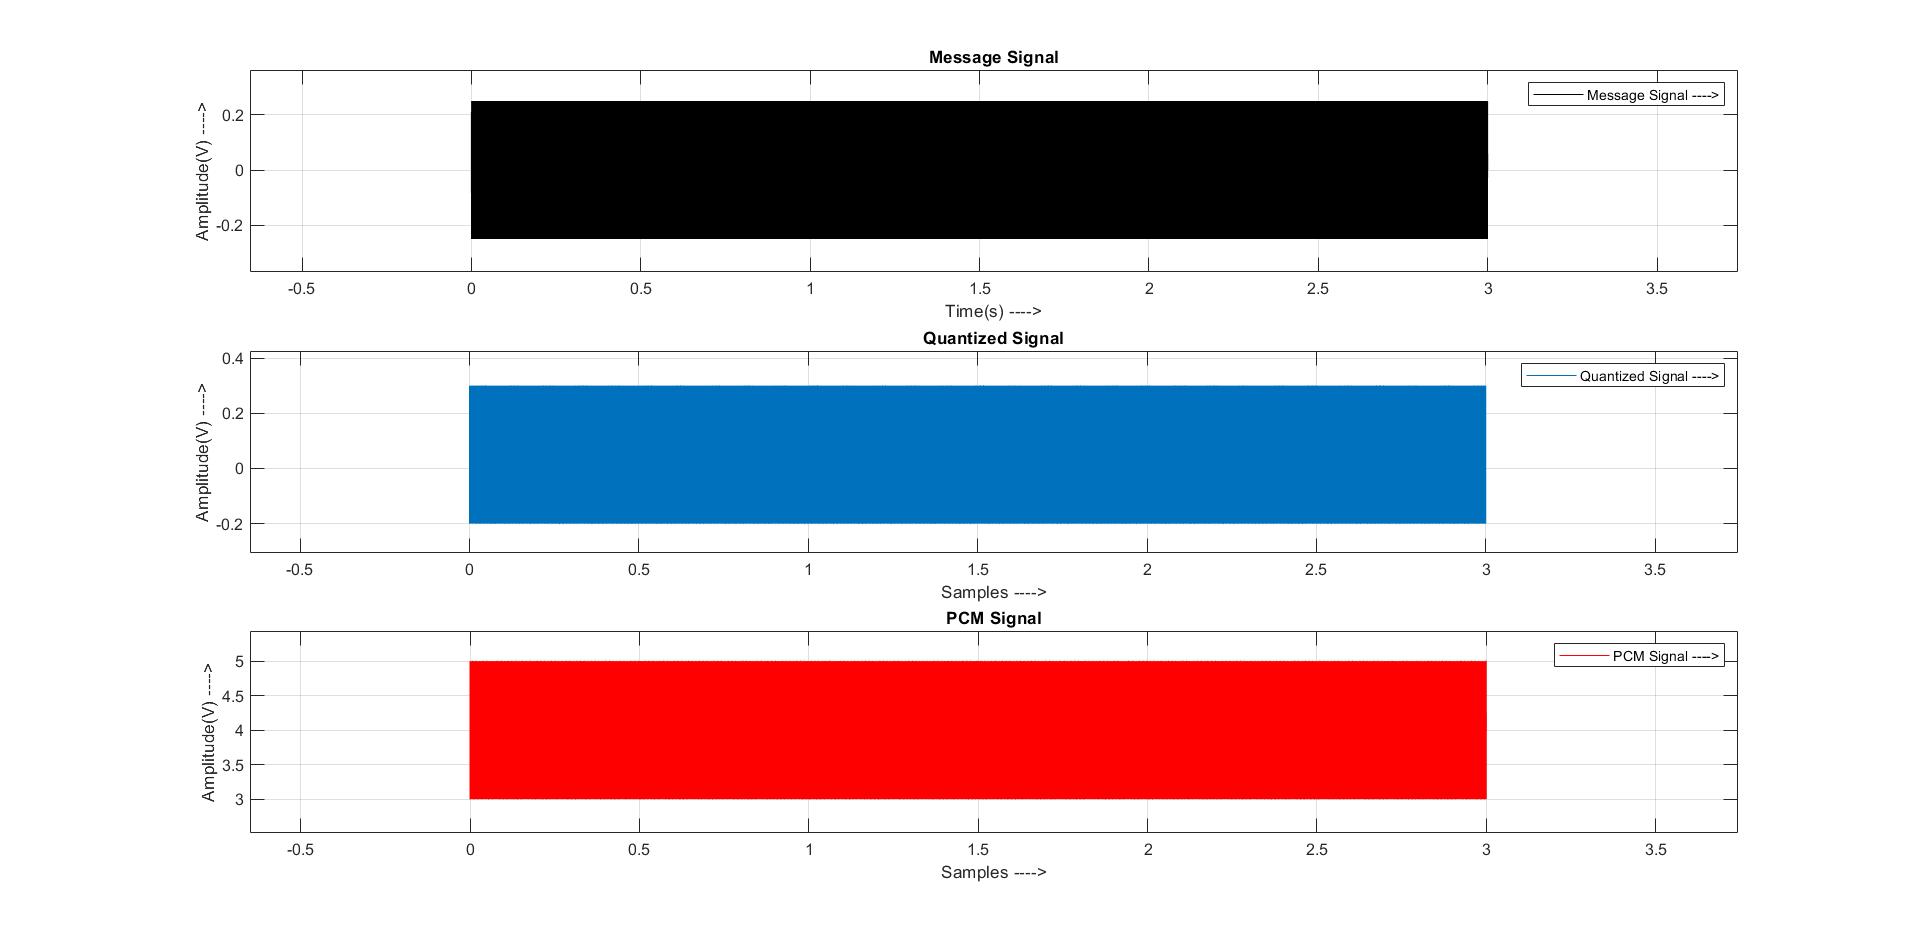 Message Signal
Message Signal ---->
Amplitude(V) ---->
0.2
0
-0.2
-0.5 0 0.5 1 1.5 2 2.5 3 3.5
Time(s) ---->
Quantized Signal
Quantized Signal ---->
Amplitude(V) ---->
0.4
0.2
0
-0.2
-0.5 0 0.5 1 1.5 2 2.5 3 3.5
Samples ---->
PCM Signal
PCM Signal ---->
Amplitude(V) ---->
5
4.5
4
3.5
3
-0.5 0 0.5 1 1.5 2 2.5 3 3.5
Samples ---->